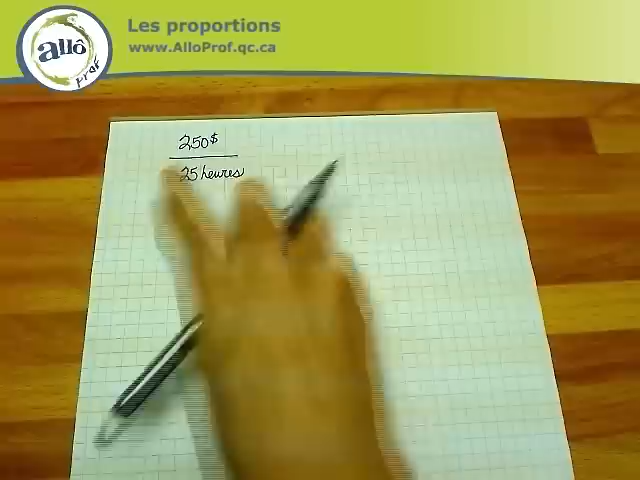 allô
prof
Les proportions
www.AlloProf.qc.ca
250$
25 heures